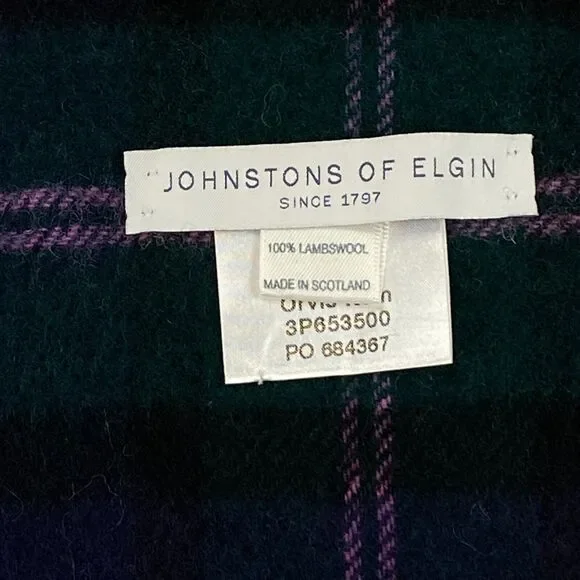 JOHNSTONS OF ELGIN
SINCE 1797
100% LAMBSWOOL
MADE IN SCOTLAND
3P653500
PO 684367